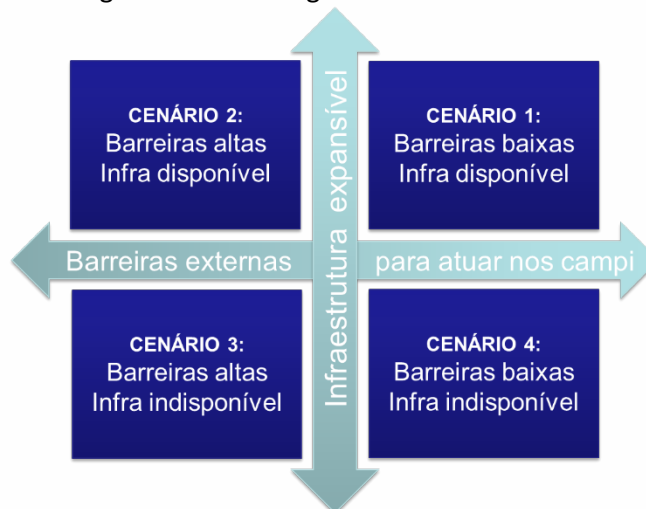 CENÁRIO 2:
Barreiras altas
Infra disponível
CENÁRIO 1:
Barreiras baixas
Infra disponível
Infraestrutura expansível
Barreiras externas
para atuar nos campi
CENÁRIO 3:
Barreiras altas
Infra indisponível
CENÁRIO 4:
Barreiras baixas
Infra indisponível